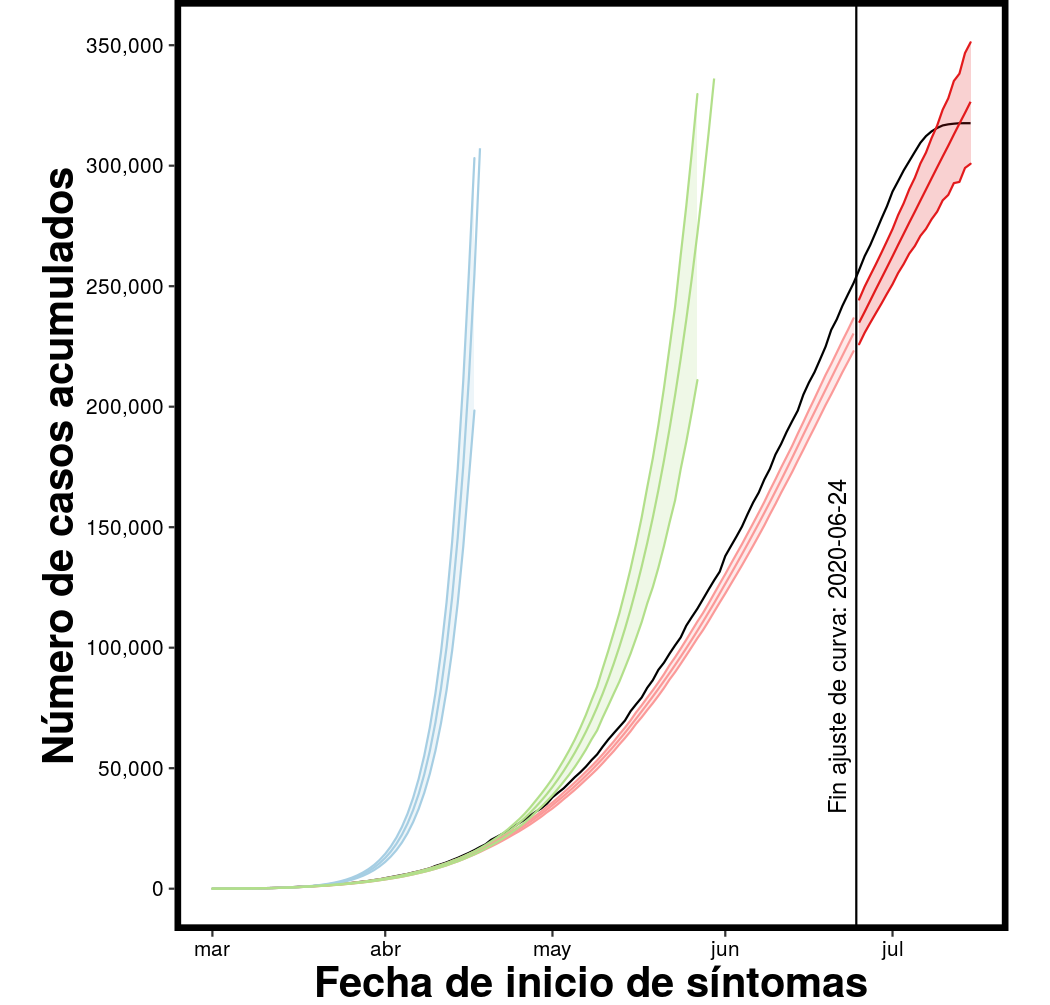 Número de casos acumulados
350,000
300,000
250,000
200,000
150,000
100,000
50,000
0
Fin ajuste de curva: 2020-06-24
mar abr may jun jul
Fecha de inicio de síntomas